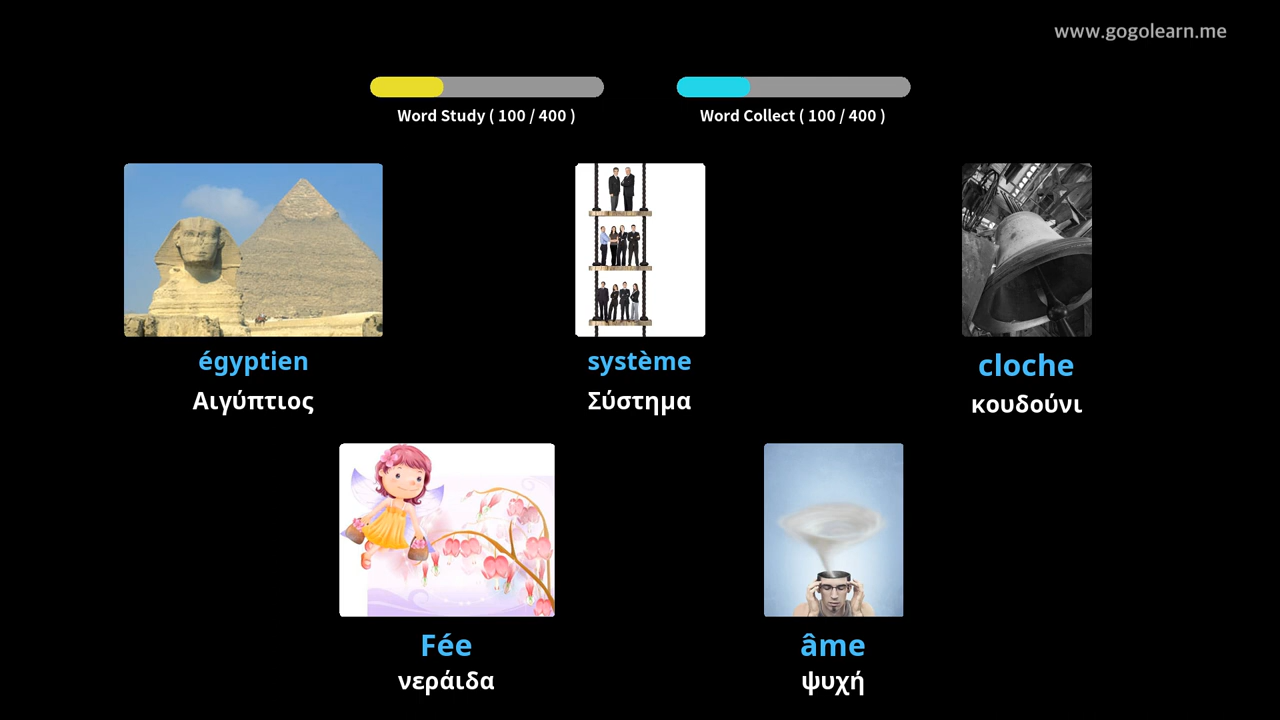 www.gogolearn.me
Word Study ( 100 / 400 )
Word Collect ( 100 / 400 )
égyptien
Αιγύπτιος
système
Σύστημα
cloche
κουδούνι
Fée
νεράιδα
âme
ψυχή